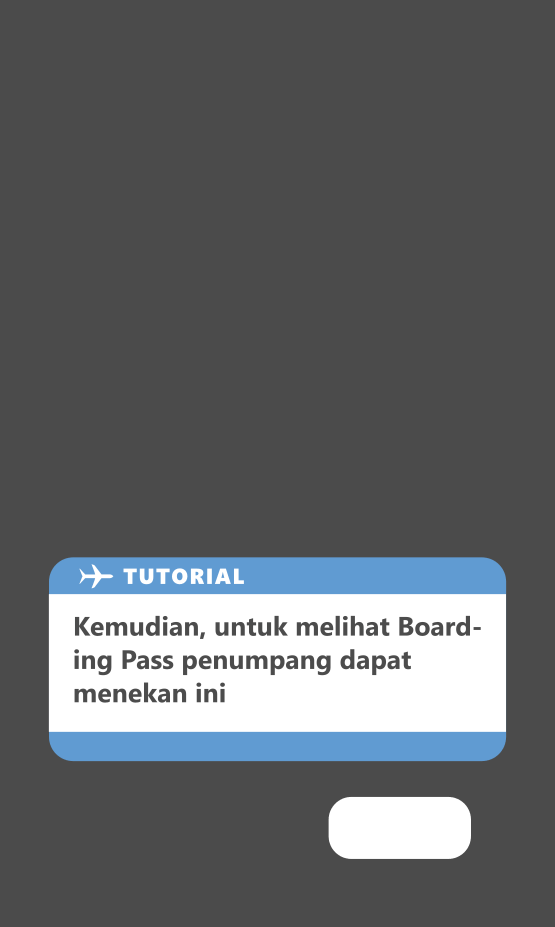 TUTORIAL
Kemudian, untuk melihat Board-
ing Pass penumpang dapat
menekan ini